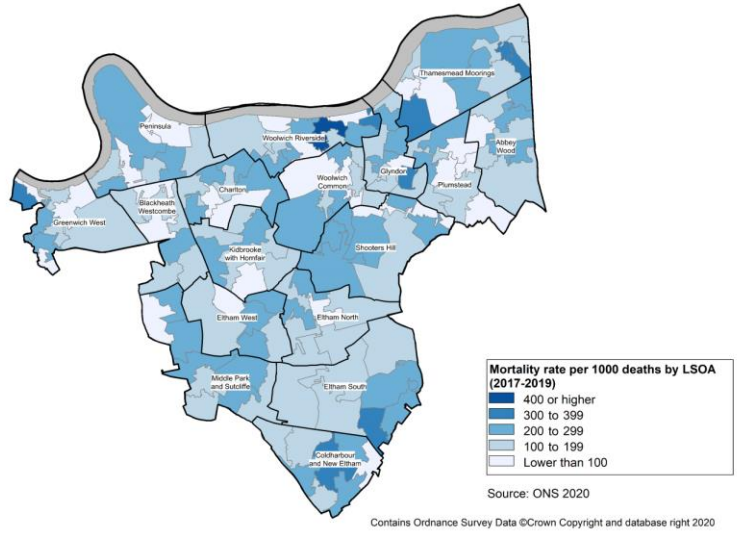 Thamesmead Moorings
Peninsula
Woolwich Riverside
Abbey
Wood
Glyndon
Woolwich
Common
Plumstead
Charlton
Blackheath
Westcombe
Greenwich West
Kidbrooke
with Hornfair
Shooters Hill
Eltham West
Eltham North
Middle Park
and Sutcliffe
Eltham South
Coldharbour
and New Eltham
Mortality rate per 1000 deaths by LSOA
(2017-2019)
400 or higher
300 to 399
200 to 299
100 to 199
Lower than 100
Source: ONS 2020
Contains Ordnance Survey Data ©Crown Copyright and database right 2020